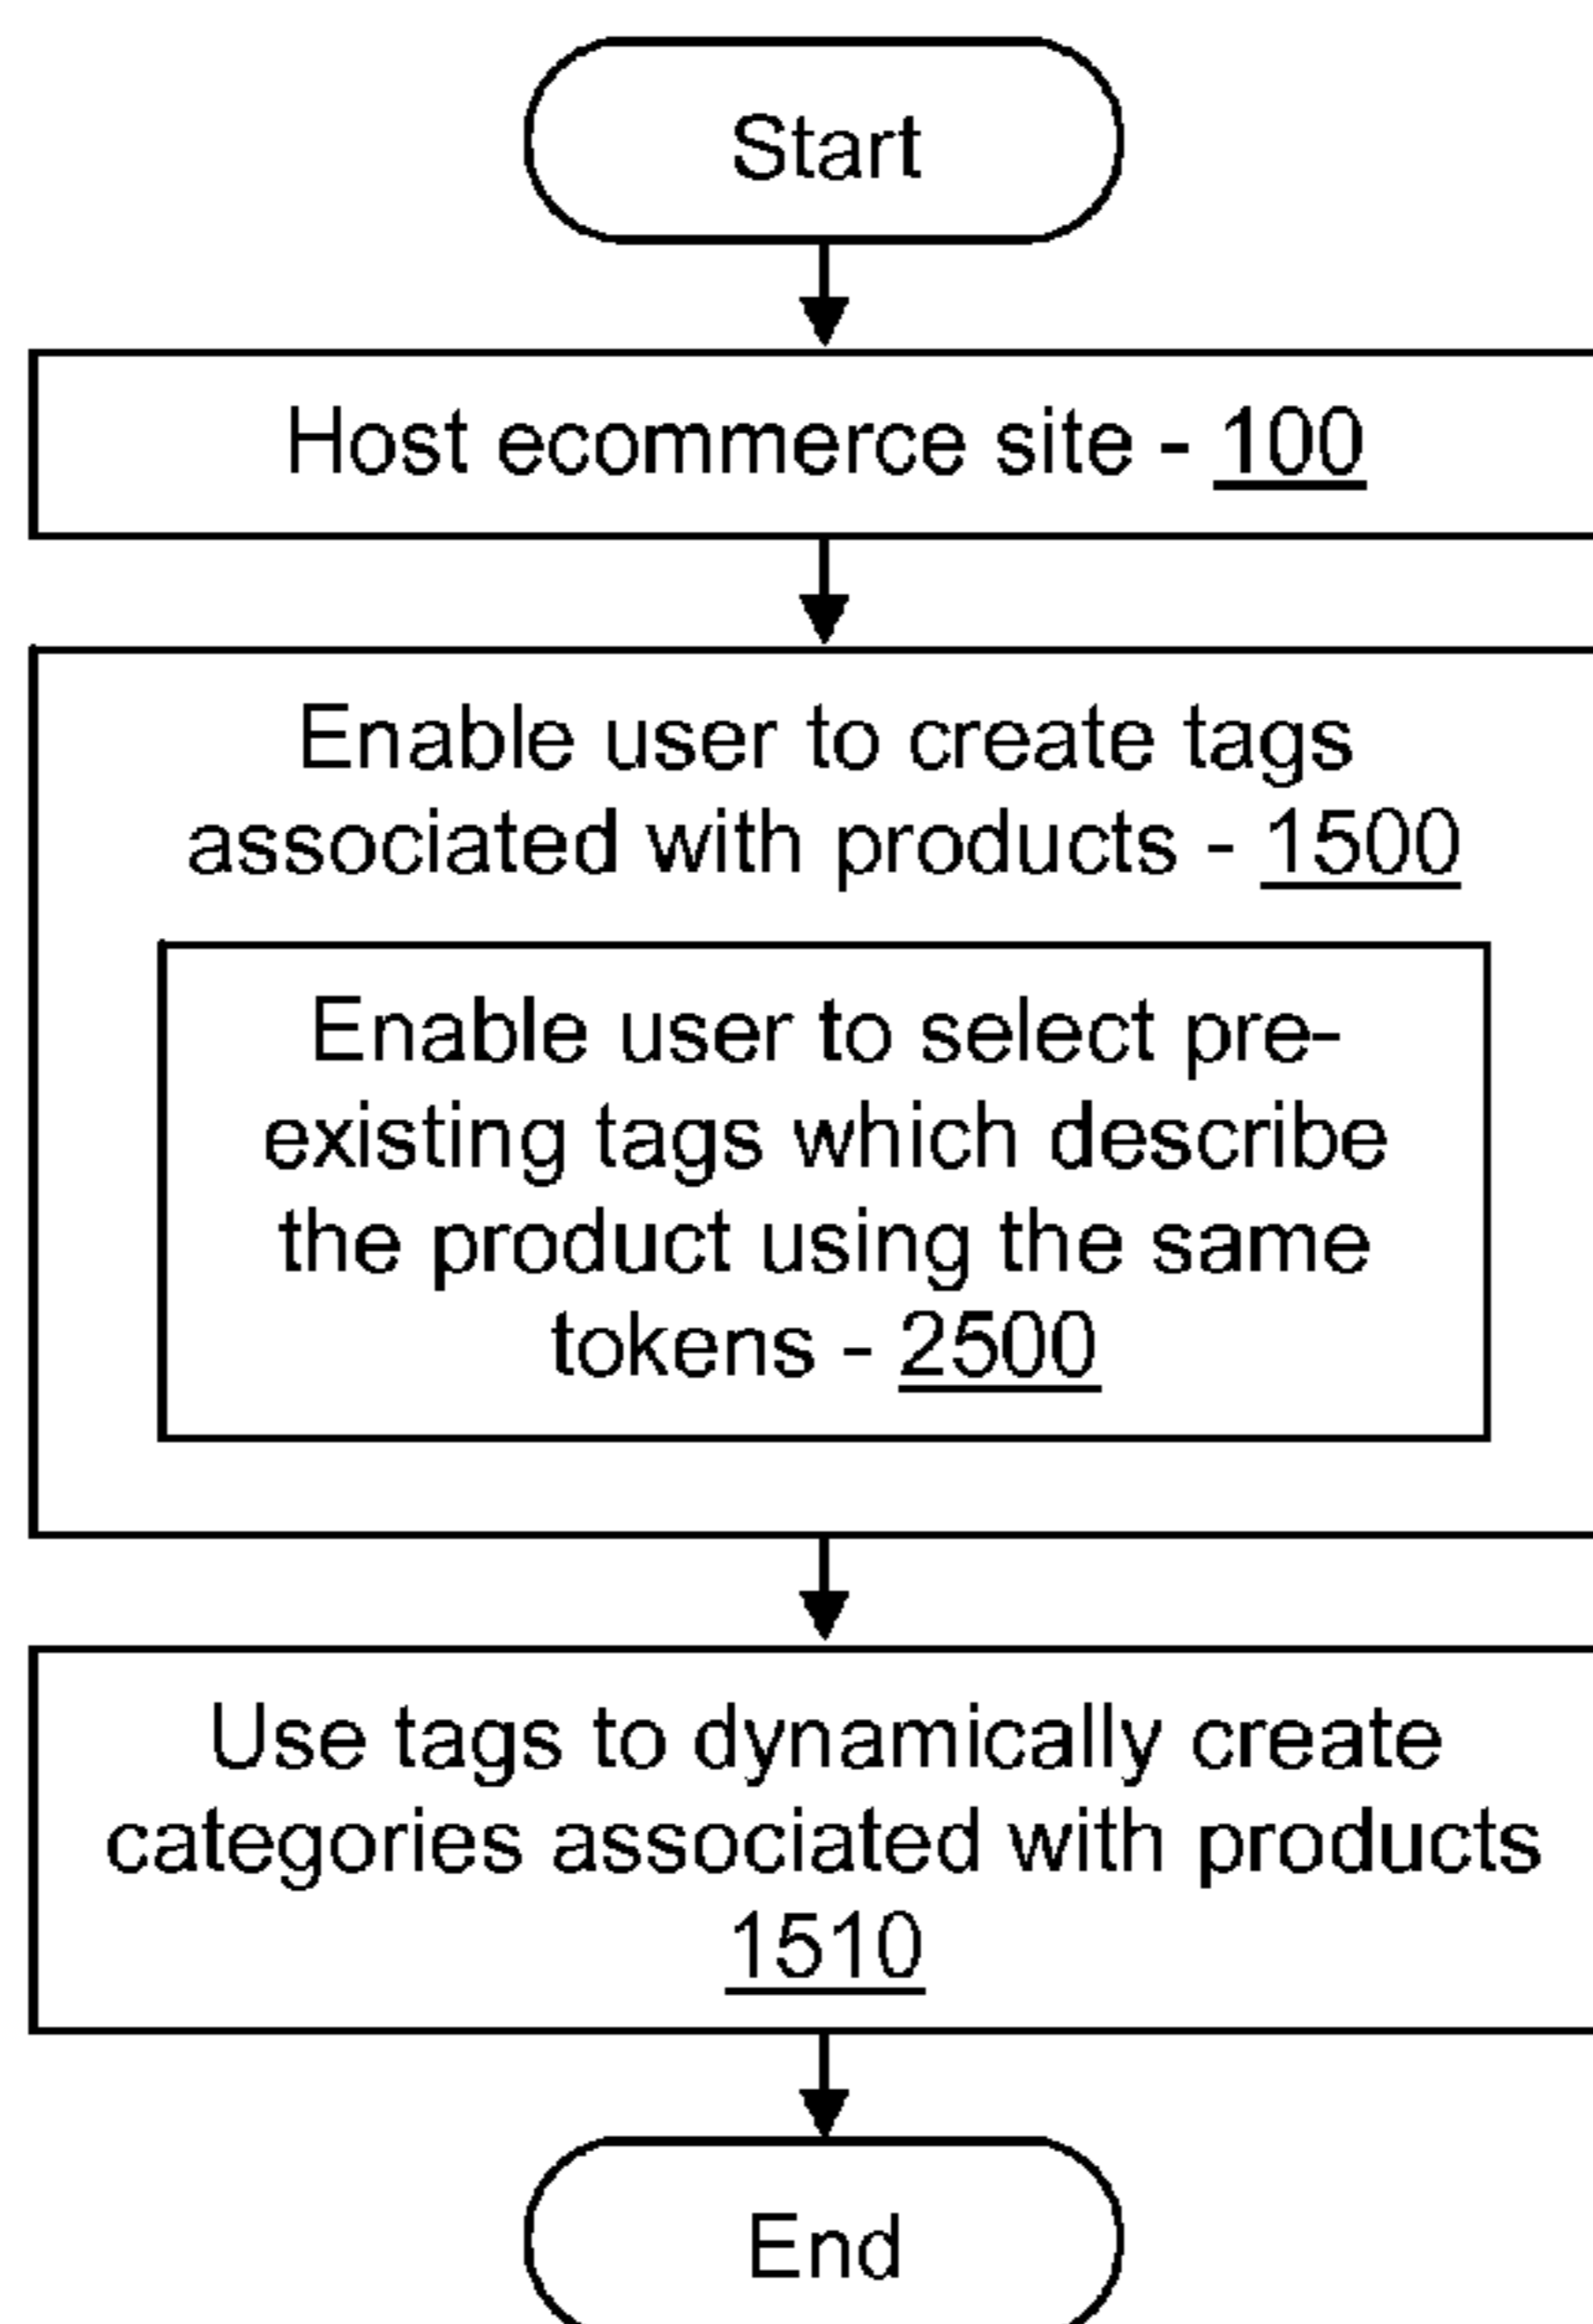 Start
Host ecommerce site - 100
Enable user to create tags
associated with products - 1500
Enable user to select pre-
existing tags which describe
the product using the same
tokens - 2500
Use tags to dynamically create
categories associated with products
1510
End